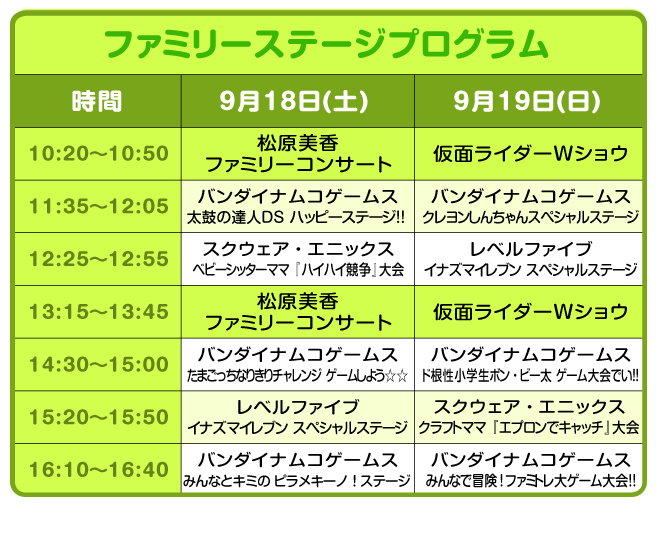 ファミリーステージプログラム
時間 9月18日(土) 9月19日(日)
10:20〜10:50
松原美香
ファミリーコンサート
仮面ライダーWショウ
11:35〜12:05
バンダイナムコゲームス
太鼓の達人DS ハッピーステージ!!
バンダイナムコゲームス
クレヨンしんちゃんスペシャルステージ
12:25〜12:55
スクウェア・エニックス
ベビーシッターママ『ハイハイ競争』大会
レベルファイブ
イナズマイレブン スペシャルステージ
13:15〜13:45
松原美香
ファミリーコンサート
仮面ライダーWショウ
14:30〜15:00
バンダイナムコゲームス
たまごっちなりきりチャレンジ ゲームしよう☆☆
バンダイナムコゲームス
ド根性小学生ボン・ビー太 ゲーム大会でい!!
15:20〜15:50
レベルファイブ
イナズマイレブン スペシャルステージ
スクウェア・エニックス
クラフトママ『エプロンでキャッチ』大会
16:10〜16:40
バンダイナムコゲームス
みんなとキミの ピラメキーノ！ステージ
バンダイナムコゲームス
みんなで冒険！ファミトレ大ゲーム大会!!